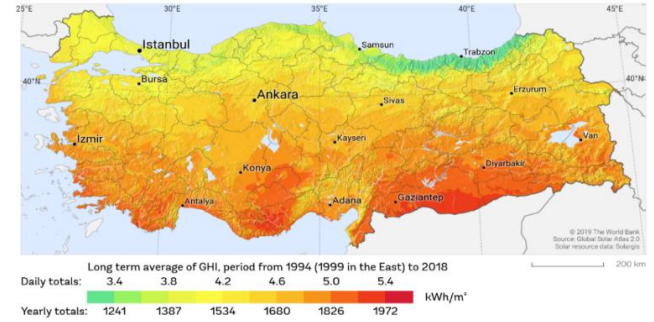 25°E 30°E 35°E 40°E 45°E
Istanbul
Samsun
Trabzon
40°N
Bursa
40°N
Ankara
Sivas
Erzurum
Izmir
Kayseri
Van
Konya
Diyarbakir
Antalya
Adana
Gaziantep
© 2019 The World Bank
Source: Global Solar Atlas 2.0
Solar resource data: Solargis
Long term average of GHI, period from 1994 (1999 in the East) to 2018
200 km
Daily totals: 3.4 3.8 4.2 4.6 5.0 5.4
kWh/m²
Yearly totals: 1241 1387 1534 1680 1826 1972